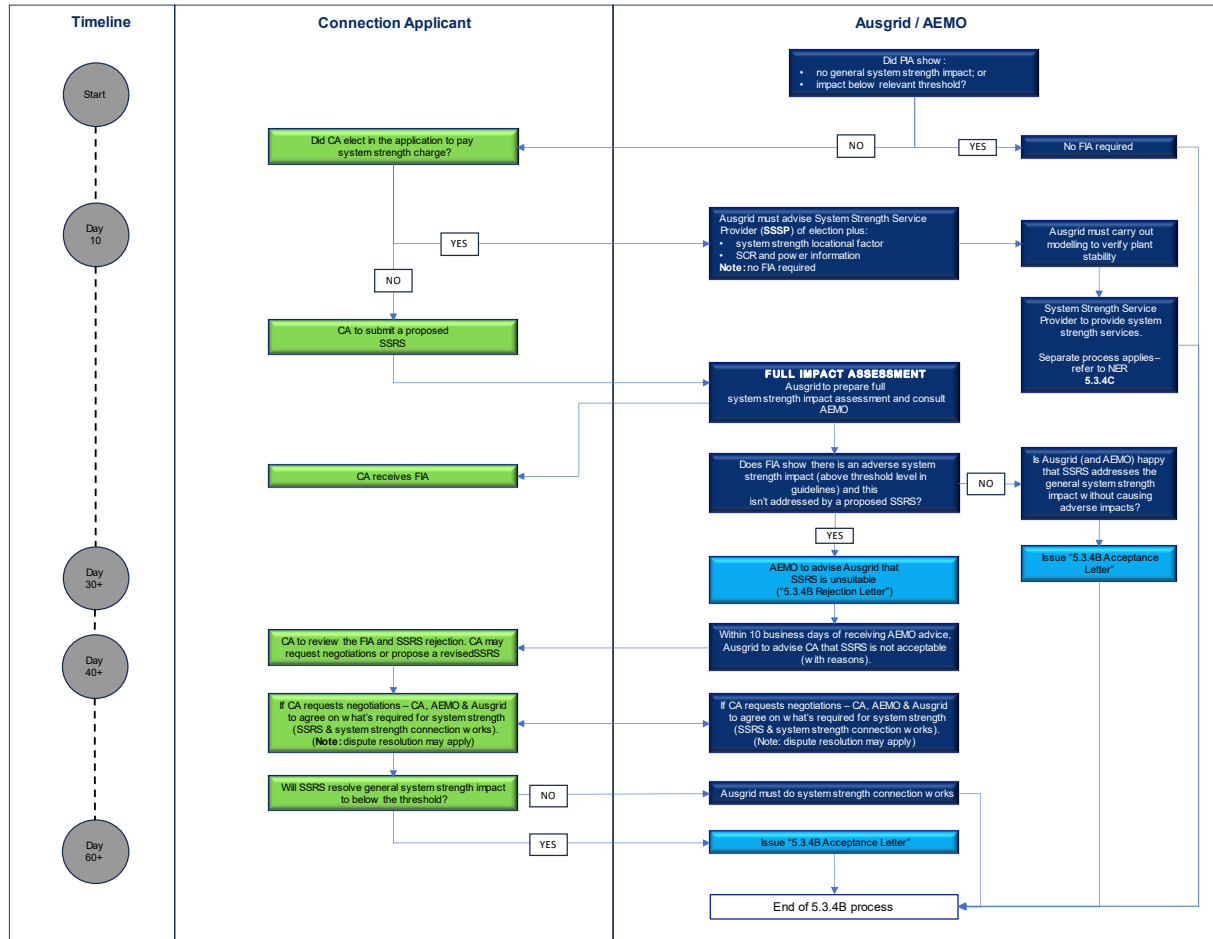 Timeline
Connection Applicant
Ausgrid / AEMO
Start
Did PIA show :
• no general system strength impact; or
• impact below relevant threshold?
Did CA elect in the application to pay
system strength charge?
NO
YES
No FIA required
Day
10
YES
Ausgrid must advise System Strength Service
Provider (SSSP) of election plus:
• system strength locational factor
• SCR and power information
Note: no FIA required
Ausgrid must carry out
modelling to verify plant
stability
NO
CA to submit a proposed
SSRS
System Strength Service
Provider to provide system
strength services.
Separate process applies–
refer to NER
5.3.4C
FULL IMPACT ASSESSMENT
Ausgrid to prepare full
system strength impact assessment and consult
AEMO
CA receives FIA
Does FIA show there is an adverse system
strength impact (above threshold level in
guidelines) and this
isn't addressed by a proposed SSRS?
NO
Is Ausgrid (and AEMO) happy
that SSRS addresses the
general system strength
impact without causing
adverse impacts?
YES
Issue "5.3.4B Acceptance
Letter"
Day
30+
AEMO to advise Ausgrid that
SSRS is unsuitable
("5.3.4B Rejection Letter")
Day
40+
CA to review the FIA and SSRS rejection. CA may
request negotiations or propose a revisedSSRS
Within 10 business days of receiving AEMO advice,
Ausgrid to advise CA that SSRS is not acceptable
(with reasons).
If CA requests negotiations – CA, AEMO & Ausgrid
to agree on what's required for system strength
(SSRS & system strength connection works).
(Note: dispute resolution may apply)
If CA requests negotiations – CA, AEMO & Ausgrid
to agree on what's required for system strength
(SSRS & system strength connection works).
(Note: dispute resolution may apply)
Will SSRS resolve general system strength impact
to below the threshold?
NO
Ausgrid must do system strength connection works
Day
60+
YES
Issue "5.3.4B Acceptance Letter"
End of 5.3.4B process